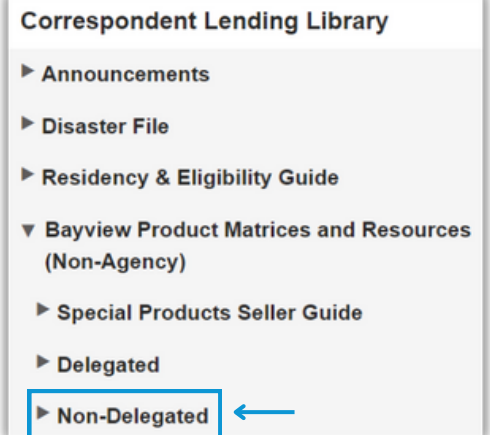 Correspondent Lending Library
Announcements
Disaster File
Residency & Eligibility Guide
Bayview Product Matrices and Resources
(Non-Agency)
Special Products Seller Guide
Delegated
Non-Delegated